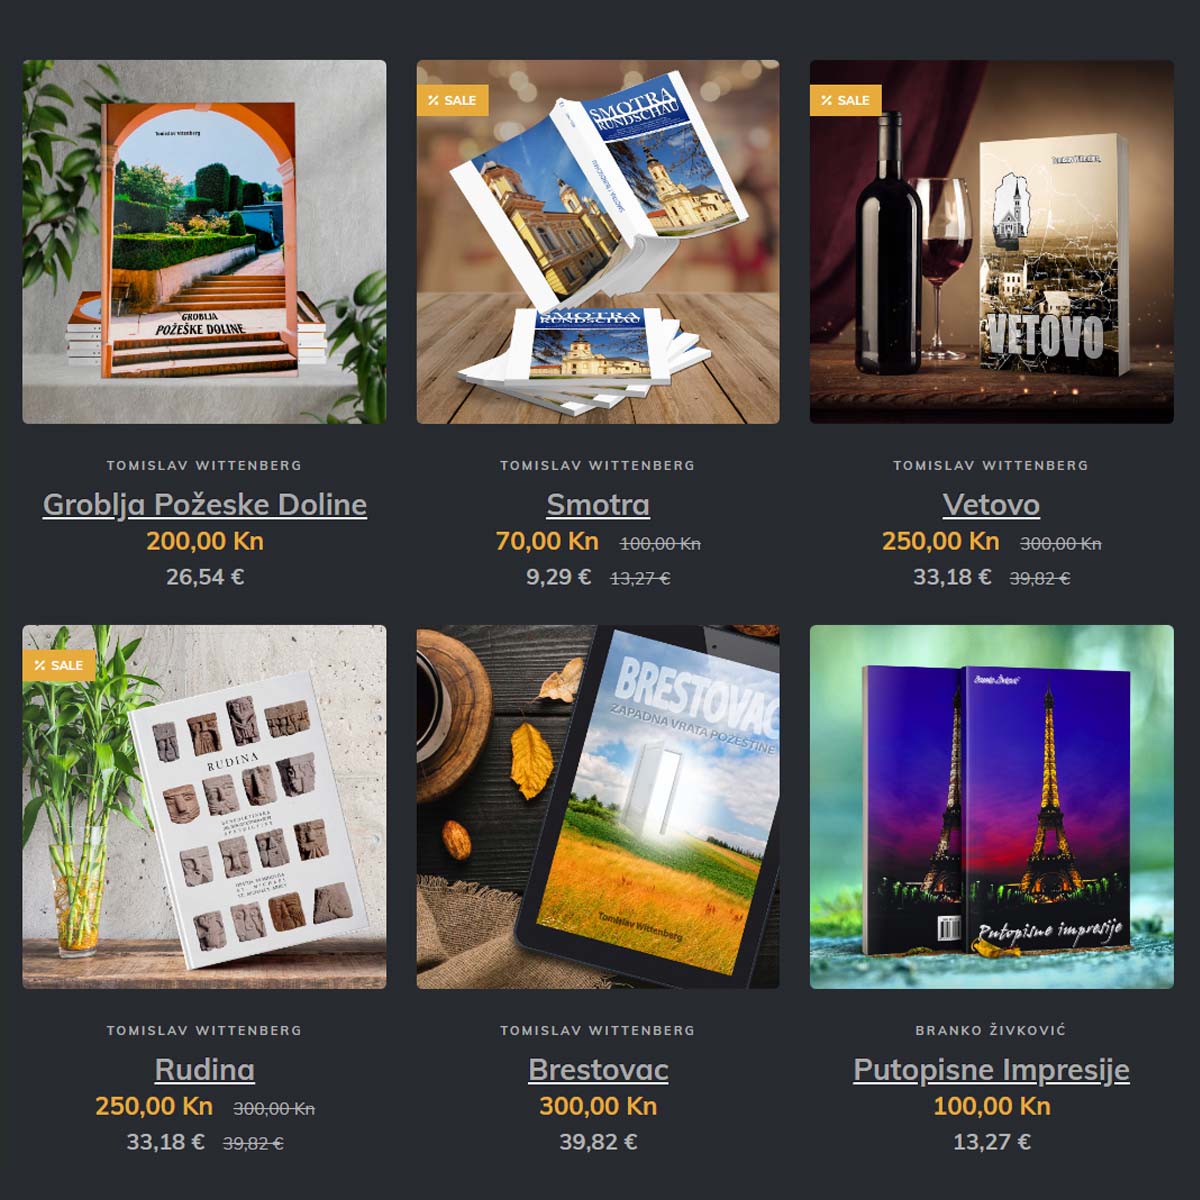 Tomislav Wittenberg
GROBLJA
POŽEŠKE DOLINE
TOMISLAV WITTENBERG
Groblja Požeske Doline
200,00 Kn
26,54 €
SALE
SMOTRA
RUNDSCHAU
SMOTRA I RUNDSCHAU
SMOTRA
RUNDSCHAU
TOMISLAV WITTENBERG
Smotra
70,00 Kn 100,00 Kn
9,29 € 13,27 €
SALE
Tomislav Wittenberg
VETOVO
TOMISLAV WITTENBERG
Vetovo
250,00 Kn 300,00 Kn
33,18 € 39,82 €
SALE
RUDINA
TOMISLAV WITTENBERG
Rudina
250,00 Kn 300,00 Kn
33,18 € 39,82 €
BRESTOVAC
ZAPADNA VRATA POŽEŠTINE
Tomislav Wittenberg
TOMISLAV WITTENBERG
Brestovac
300,00 Kn
39,82 €
Branko Živković
Putopisne impresije
BRANKO ŽIVKOVIĆ
Putopisne Impresije
100,00 Kn
13,27 €